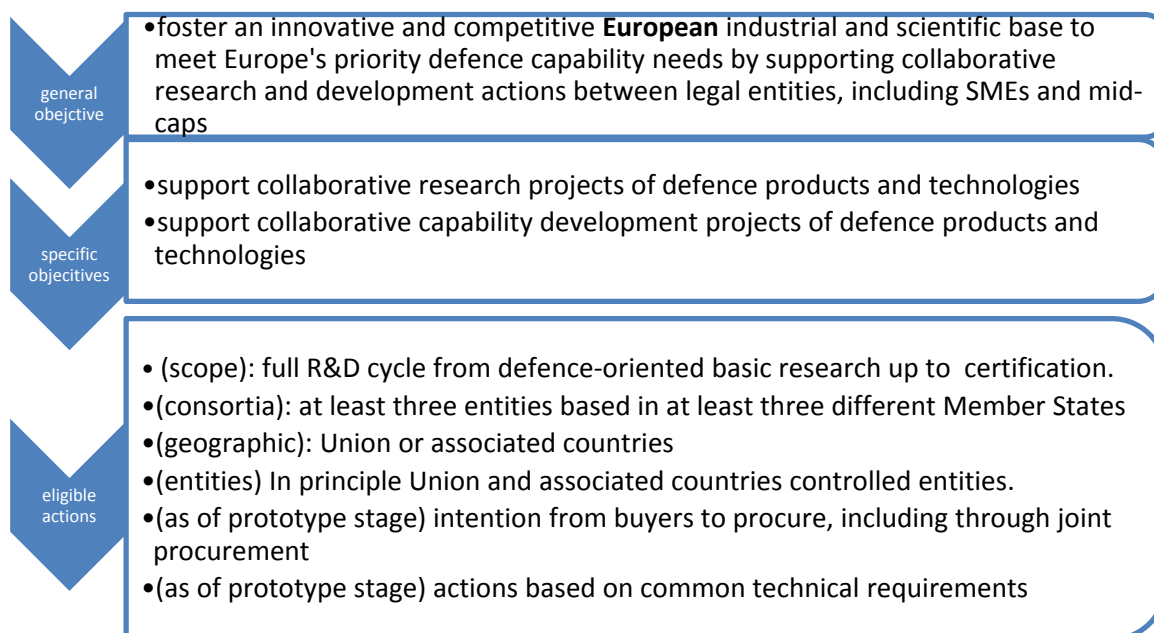 general
obejctive
•foster an innovative and competitive European industrial and scientific base to
meet Europe's priority defence capability needs by supporting collaborative
research and development actions between legal entities, including SMEs and mid-
caps
specific
objecitives
•support collaborative research projects of defence products and technologies
•support collaborative capability development projects of defence products and
technologies
eligible
actions
• (scope): full R&D cycle from defence-oriented basic research up to certification.
•(consortia): at least three entities based in at least three different Member States
•(geographic): Union or associated countries
•(entities) In principle Union and associated countries controlled entities.
•(as of prototype stage) intention from buyers to procure, including through joint
procurement
•(as of prototype stage) actions based on common technical requirements